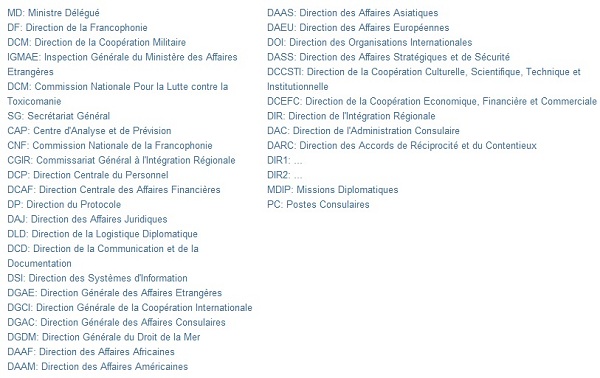 MD: Ministre Délégué
DF: Direction de la Francophonie
DCM: Direction de la Coopération Militaire
IGMAE: Inspection Générale du Ministère des Affaires
Etrangères
DCM: Commission Nationale Pour la Lutte contre la
Toxicomanie
SG: Secrétariat Général
CAP: Centre d'Analyse et de Prévision
CNF: Commission Nationale de la Francophonie
CGIR: Commissariat Général à l'Intégration Régionale
DCP: Direction Centrale du Personnel
DCAF: Direction Centrale des Affaires Financières
DP: Direction du Protocole
DAJ: Direction des Affaires Juridiques
DLD: Direction de la Logistique Diplomatique
DCD: Direction de la Communication et de la
Documentation
DSI: Direction des Systèmes d'Information
DGAE: Direction Générale des Affaires Etrangères
DGCI: Direction Générale de la Coopération Internationale
DGAC: Direction Générale des Affaires Consulaires
DGDM: Direction Générale du Droit de la Mer
DAAF: Direction des Affaires Africaines
DAAM: Direction des Affaires Américaines
DAAS: Direction des Affaires Asiatiques
DAEU: Direction des Affaires Européennes
DOI: Direction des Organisations Internationales
DASS: Direction des Affaires Stratégiques et de Sécurité
DCCSTI: Direction de la Coopération Culturelle, Scientifique, Technique et
Institutionnelle
DCEFC: Direction de la Coopération Economique, Financière et Commerciale
DIR: Direction de l'Intégration Régionale
DAC: Direction de l'Administration Consulaire
DARC: Direction des Accords de Réciprocité et du Contentieux
DIR1: ...
DIR2: ...
MDIP: Missions Diplomatiques
PC: Postes Consulaires